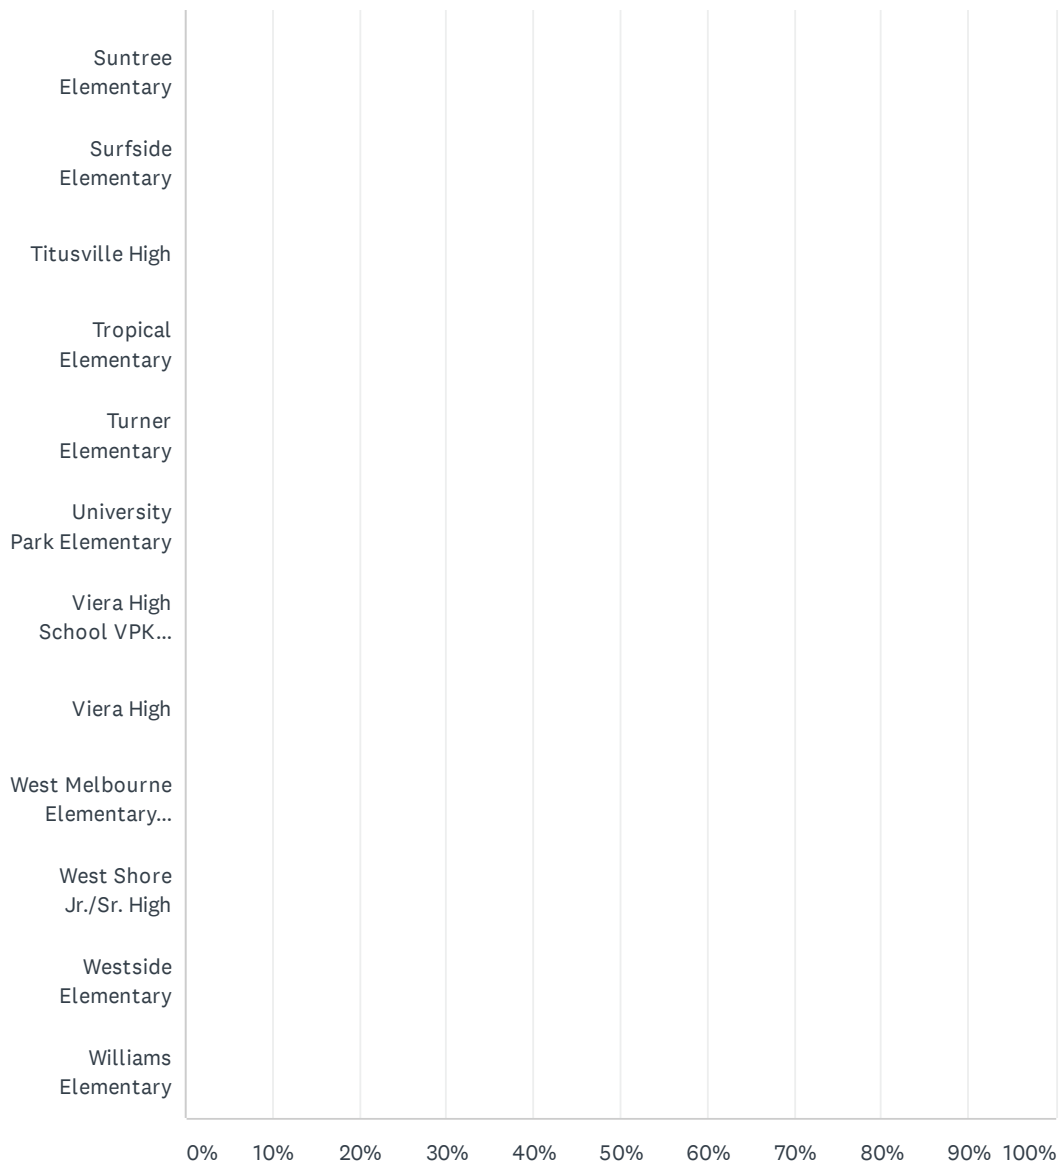 Suntree
Elementary
Surfside
Elementary
Titusville High
Tropical
Elementary
Turner
Elementary
University
Park Elementary
Viera High
School VPK...
Viera High
West Melbourne
Elementary...
West Shore
Jr./Sr. High
Westside
Elementary
Williams
Elementary
0% 10% 20% 30% 40% 50% 60% 70% 80% 90% 100%